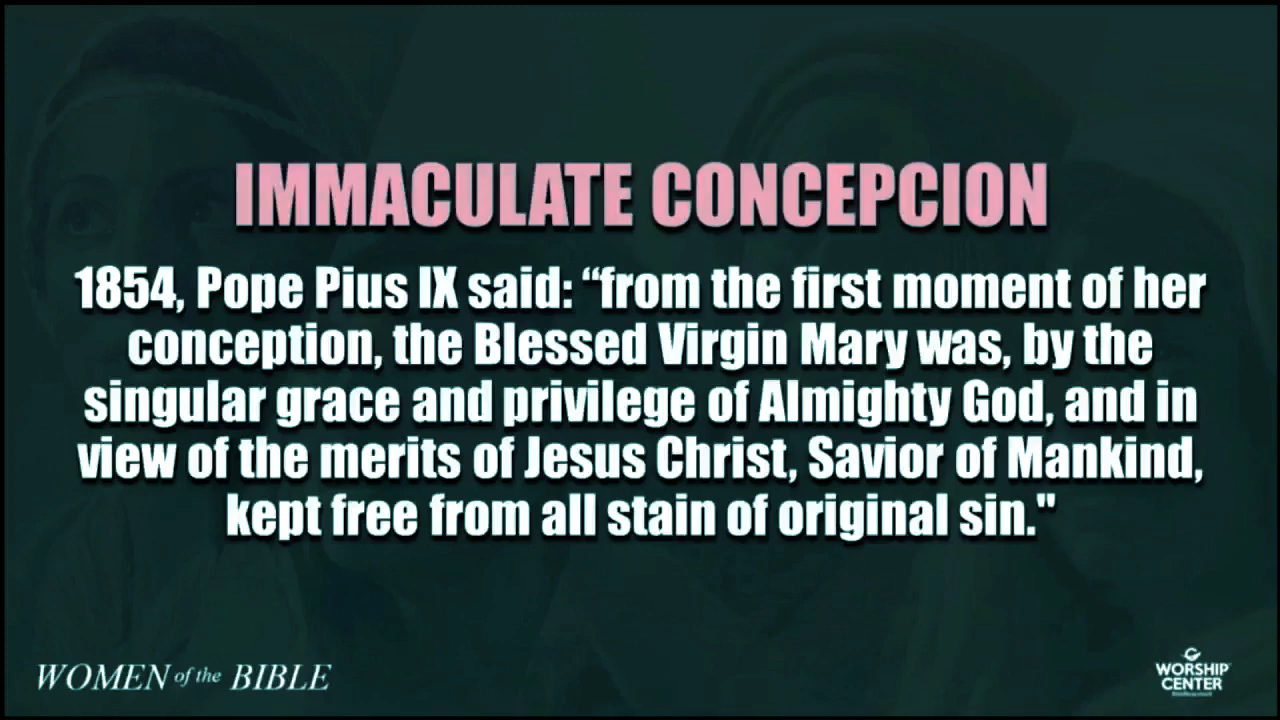 IMMACULATE CONCEPCION
1854, Pope Pius IX said: “from the first moment of her
conception, the Blessed Virgin Mary was, by the
singular grace and privilege of Almighty God, and in
view of the merits of Jesus Christ, Savior of Mankind,
kept free from all stain of original sin."
WOMEN of the BIBLE
WORSHIP
CENTER